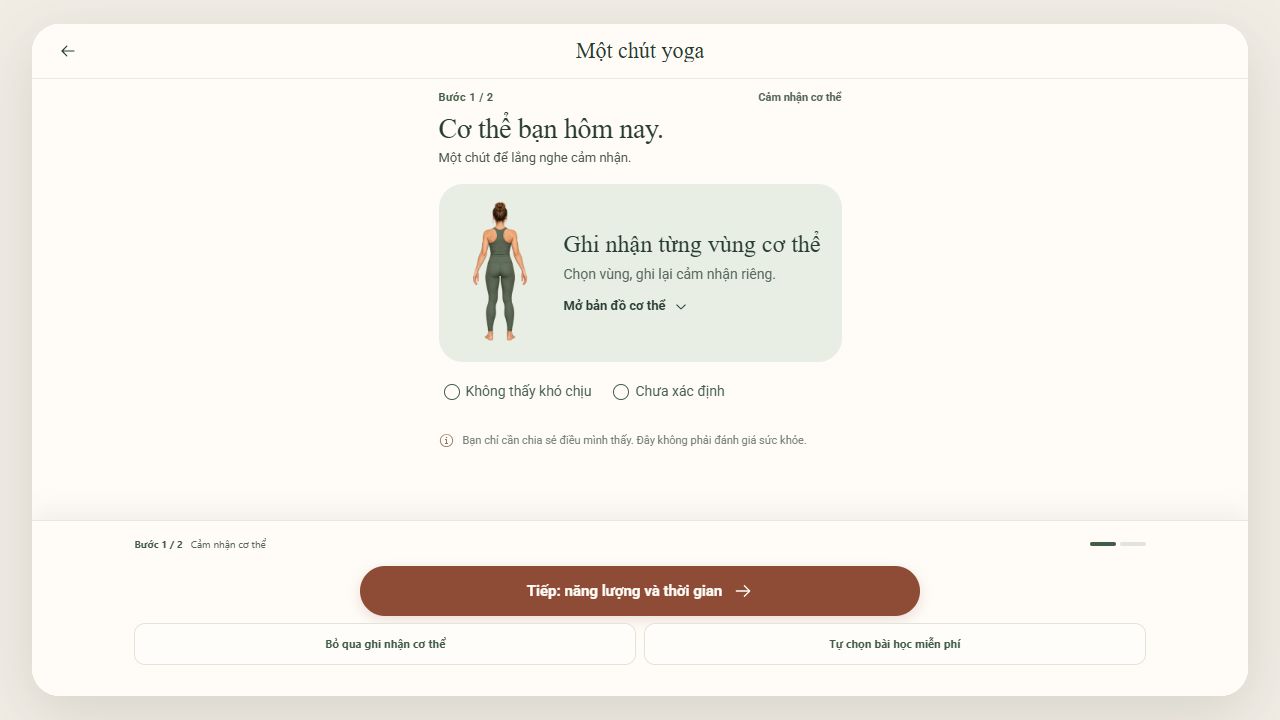 Một chút yoga
Bước 1 / 2
Cảm nhận cơ thể
Cơ thể bạn hôm nay.
Một chút để lắng nghe cảm nhận.
Ghi nhận từng vùng cơ thể
Chọn vùng, ghi lại cảm nhận riêng.
Mở bản đồ cơ thể
Không thấy khó chịu
Chưa xác định
Bạn chỉ cần chia sẻ điều mình thấy. Đây không phải đánh giá sức khỏe.
Bước 1 / 2 Cảm nhận cơ thể
Tiếp: năng lượng và thời gian
Bỏ qua ghi nhận cơ thể
Tự chọn bài học miễn phí